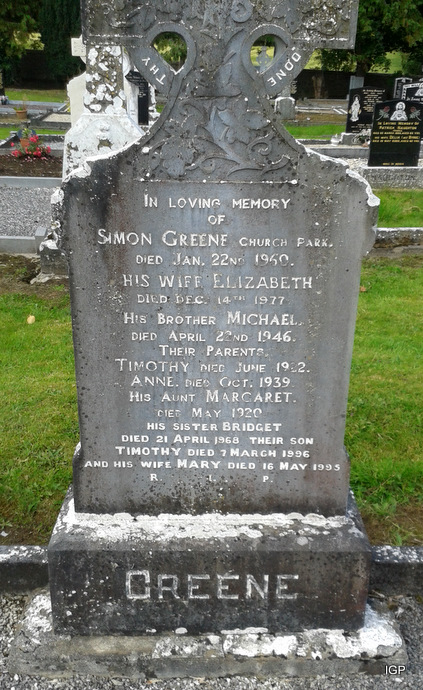 THY
DONE
IN LOVING MEMORY
OF
SIMON GREENE CHURCH PARK.
DIED JAN. 22ND 1960.
HIS WIFE ELIZABETH
DIED DEC. 14TH 1977
HIS BROTHER MICHAEL.
DIED APRIL 22ND 1946.
THEIR PARENTS.
TIMOTHY DIED JUNE
ANNE. DIED OCT. 1939.
HIS AUNT MARGARET.
DIED MAY 1920
HIS SISTER BRIDGET
DIED 21 APRIL 1968 THEIR SON
TIMOTHY DIED 7 MARCH 1996
AND HIS WIFE MARY DIED 16 MAY 1995
R. I. P.
GREENE
IGP